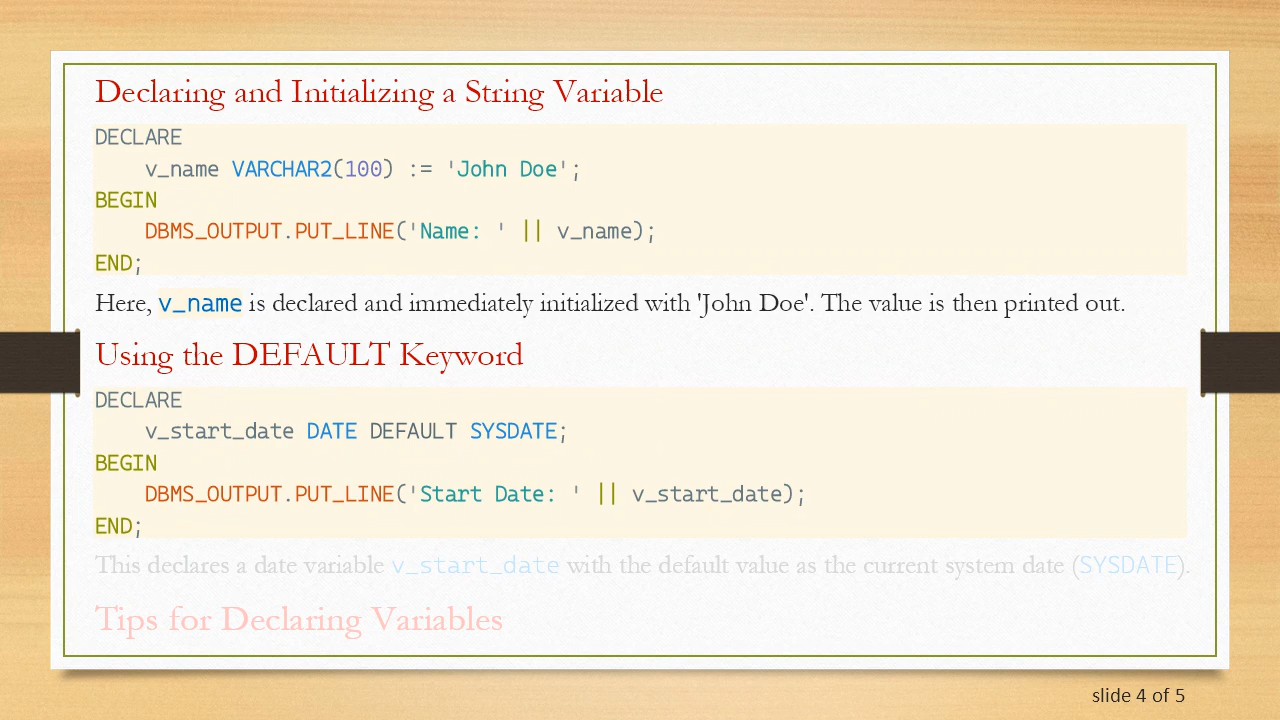 Declaring and Initializing a String Variable
DECLARE
    v_name VARCHAR2(100) := 'John Doe';
BEGIN
    DBMS_OUTPUT.PUT_LINE('Name: ' || v_name);
END;
Here, v_name is declared and immediately initialized with 'John Doe'. The value is then printed out.
Using the DEFAULT Keyword
DECLARE
    v_start_date DATE DEFAULT SYSDATE;
BEGIN
    DBMS_OUTPUT.PUT_LINE('Start Date: ' || v_start_date);
END;
This declares a date variable v_start_date with the default value as the current system date (SYSDATE).
Tips for Declaring Variables
slide 4 of 5